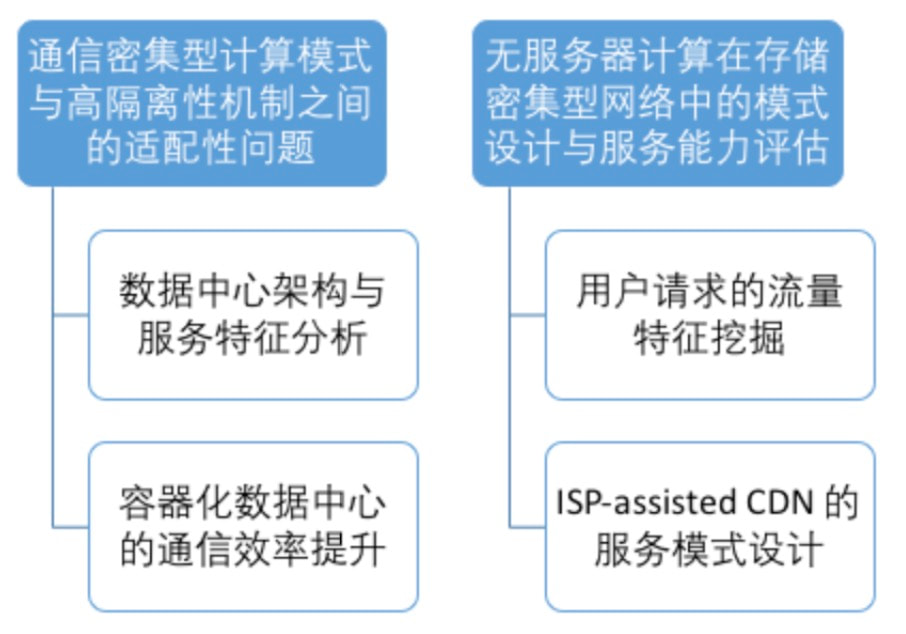 通信密集型计算模式
与高隔离性机制之间
的适配性问题
数据中心架构与
服务特征分析
容器化数据中心
的通信效率提升
无服务器计算在存储
密集型网络中的模式
设计与服务能力评估
用户请求的流量
特征挖掘
ISP-assisted CDN 的
服务模式设计